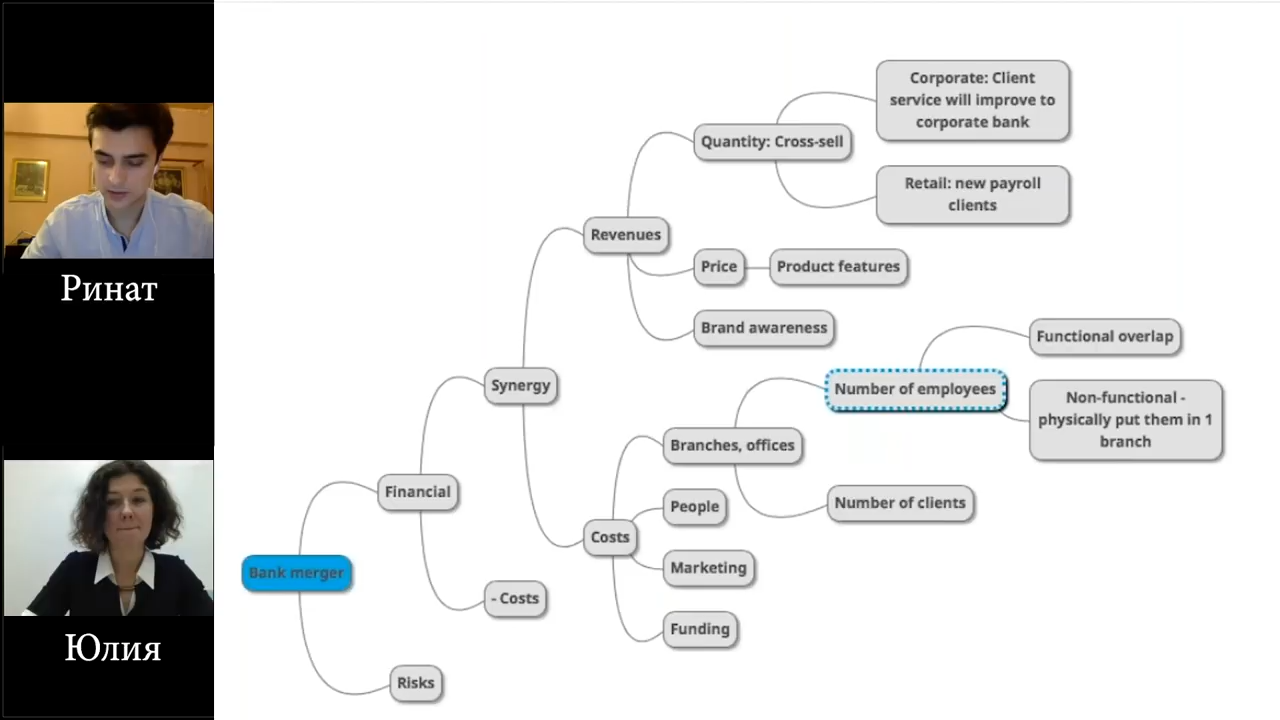 Ринат
Юлия
Bank merger
Financial
Synergy
Revenues
Quantity: Cross-sell
Corporate: Client
service will improve to
corporate bank
Retail: new payroll
clients
Price
Product features
Brand awareness
Costs
Branches, offices
Number of employees
Functional overlap
Non-functional -
physically put them in 1
branch
Number of clients
People
Marketing
Funding
- Costs
Risks